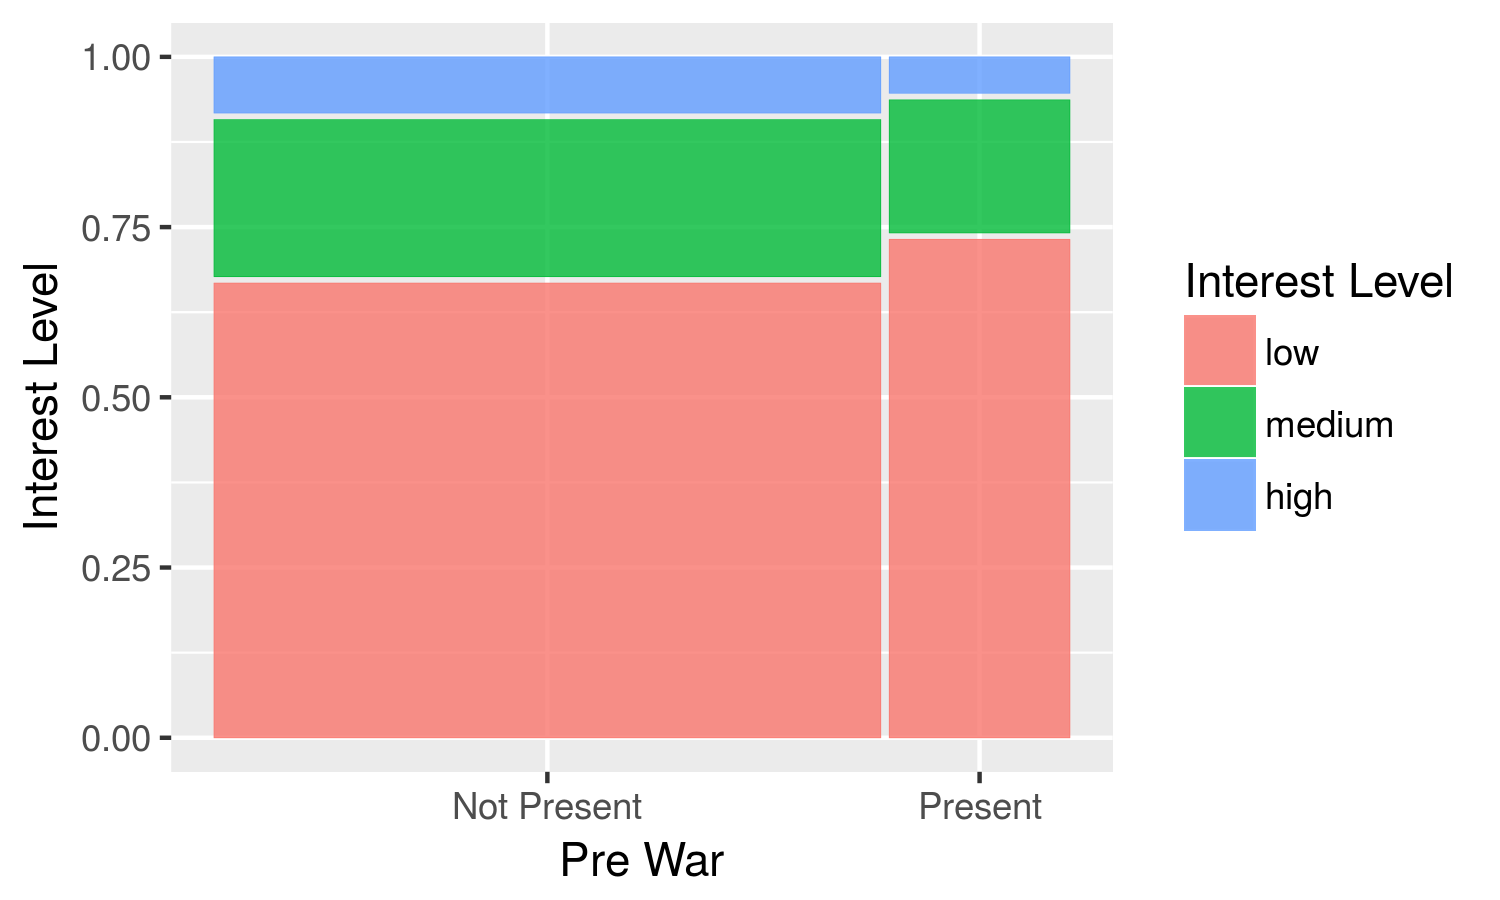 Interest Level
1.00
0.75
0.50
0.25
0.00
Not Present
Present
Pre War
Interest Level
low
medium
high